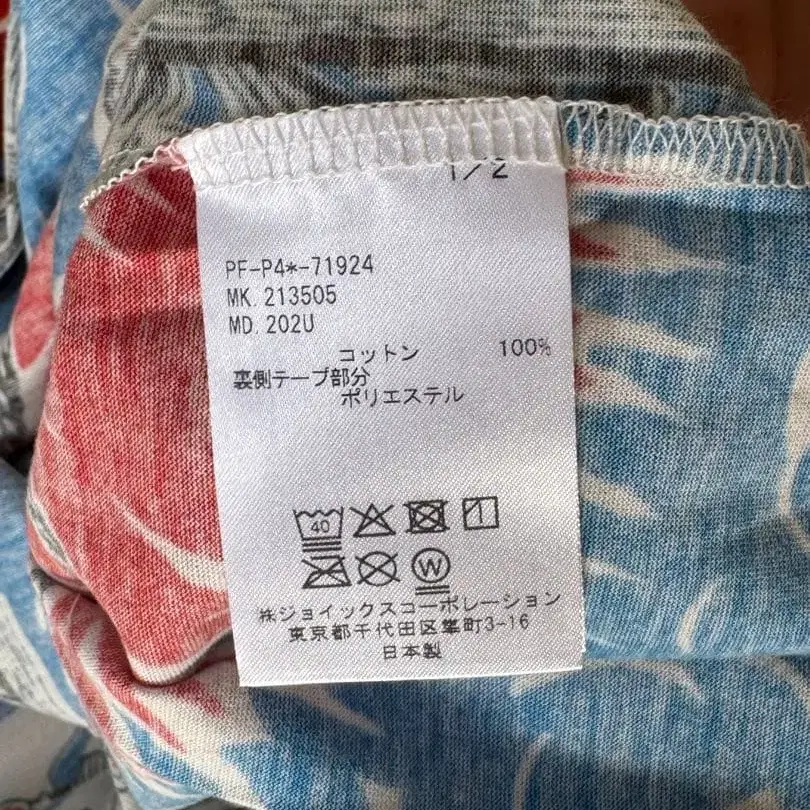 1/2
PF-P4*-71924
MK. 213505
MD. 202U
コットン 100%
裏側テープ部分
ポリエステル
40
W
㈱ジョイックスコーポレーション
東京都千代田区隼町3-16
日本製